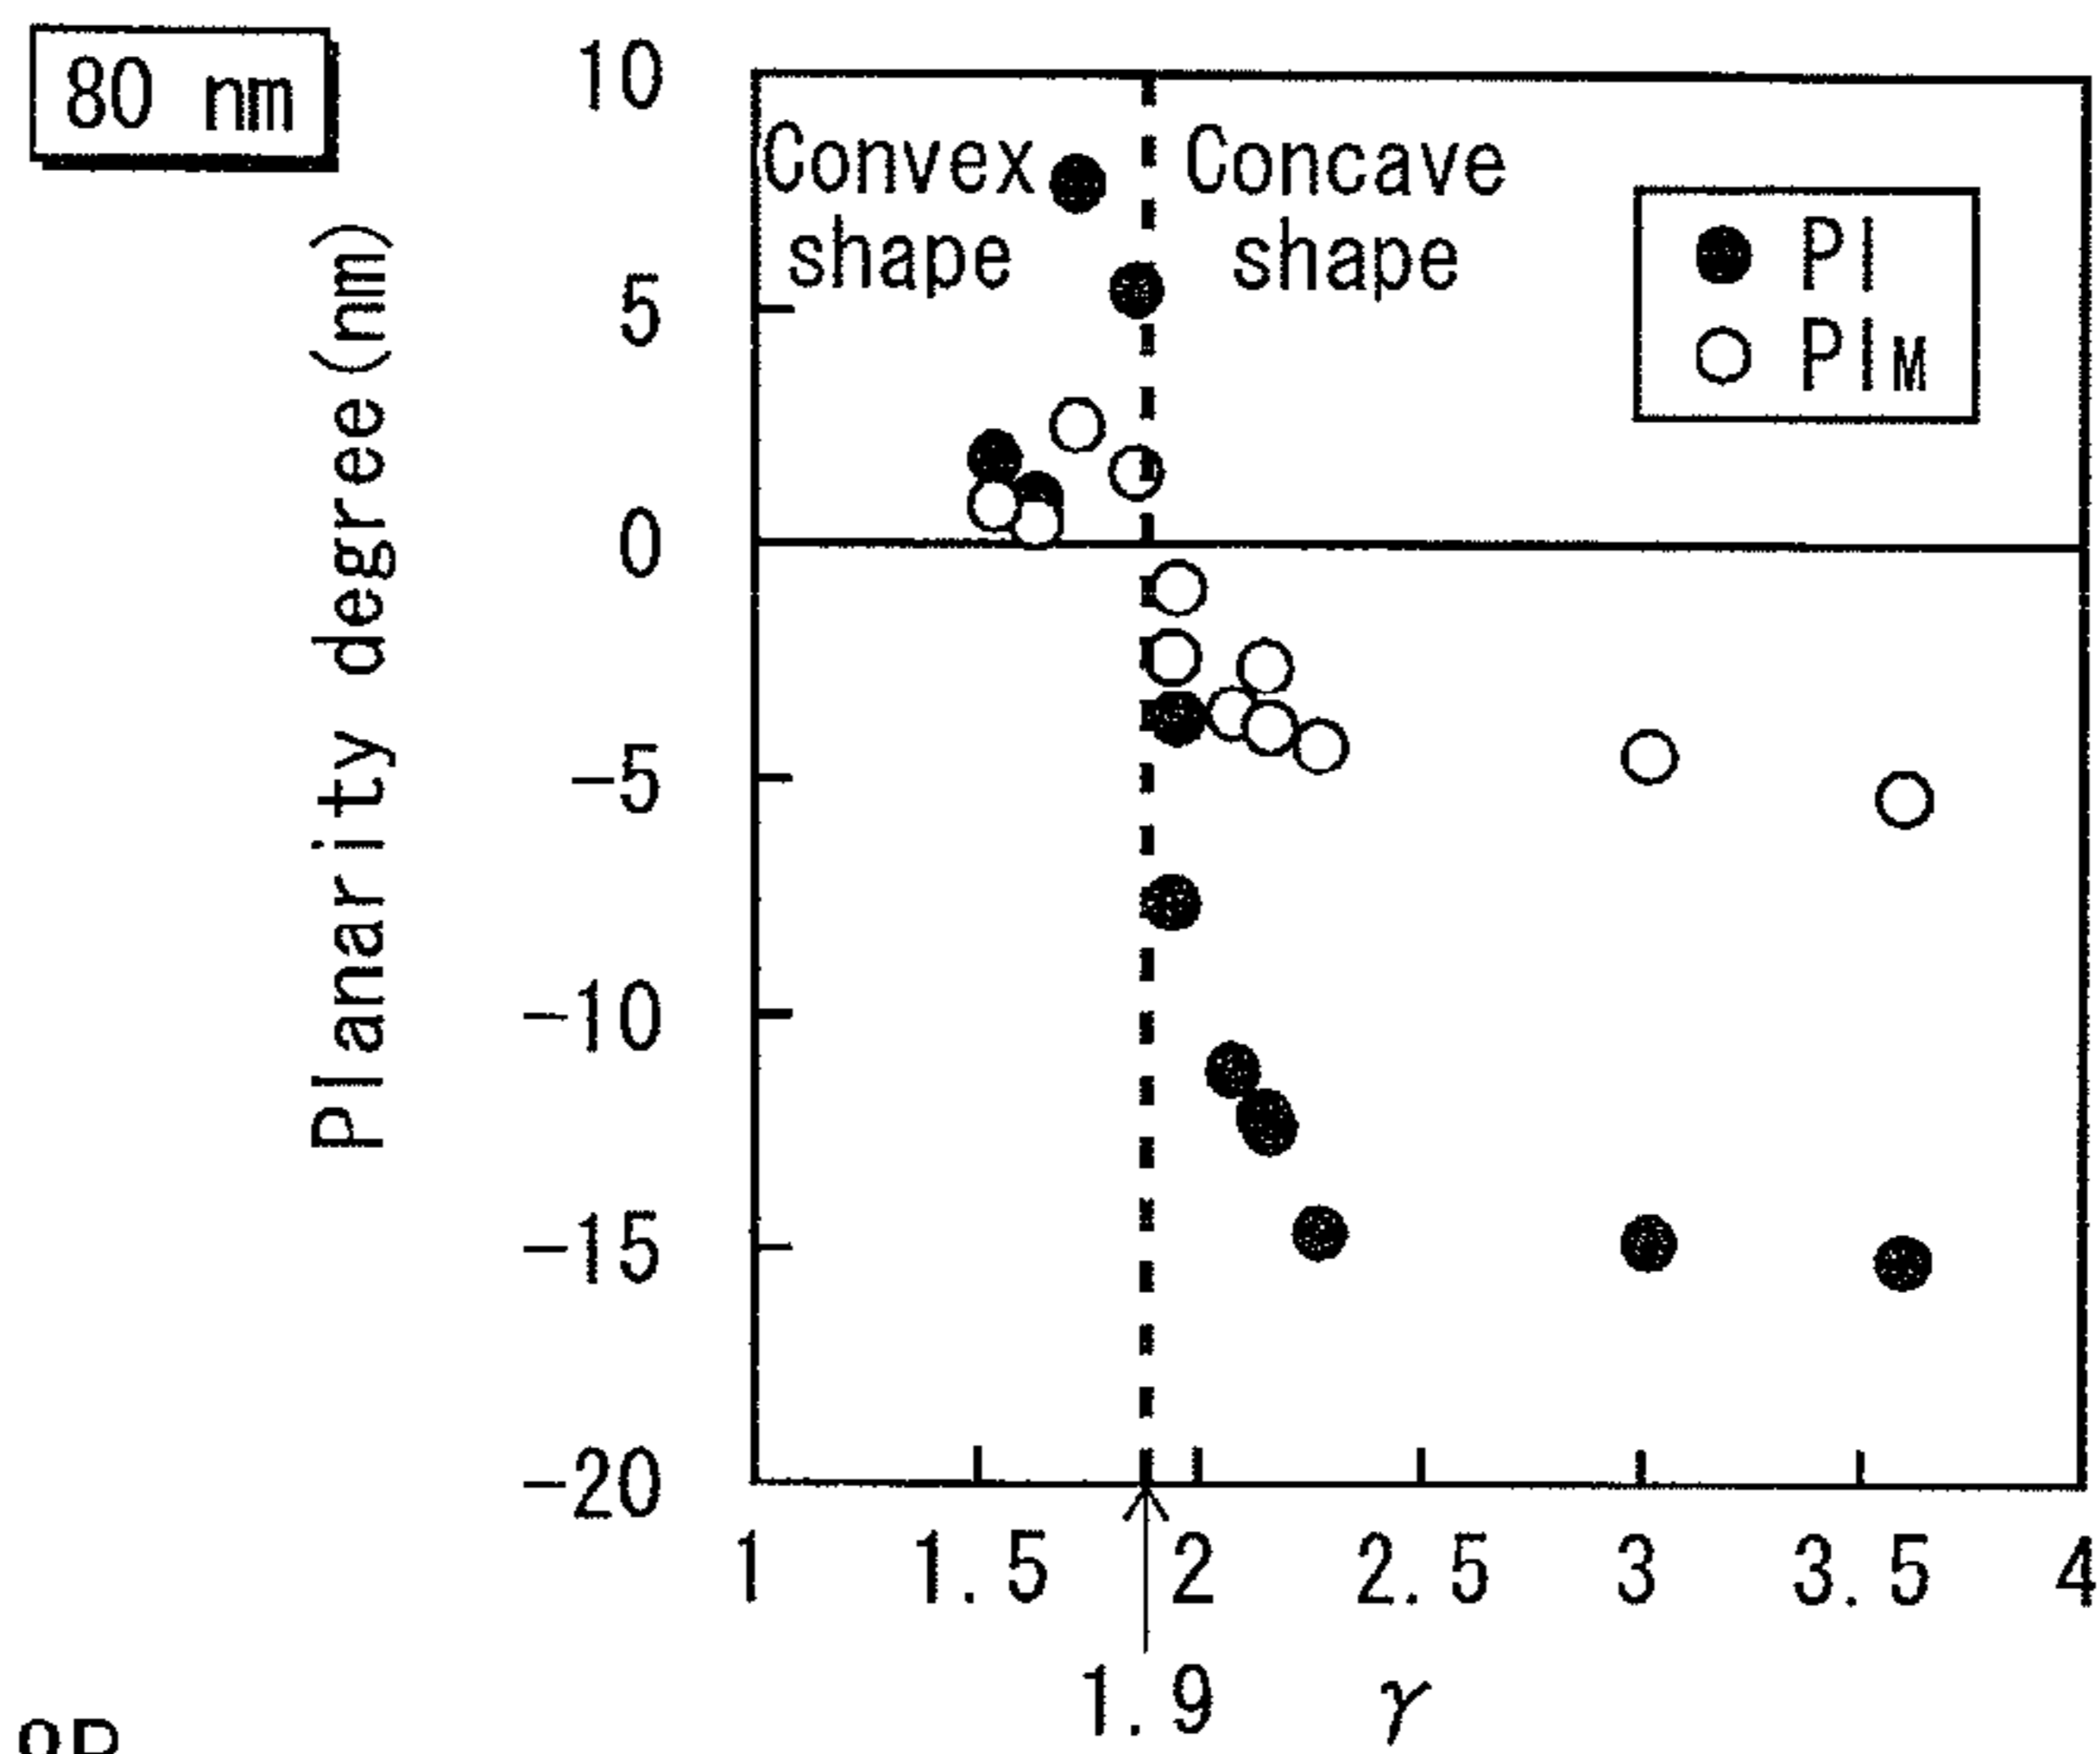 80 nm
10
5
0
-5
-10
-15
-20
Planarity degree(nm)
Convex
shape
Concave
shape
PI
PIM
1 1.5 2 2.5 3 3.5 4
1.9 γ